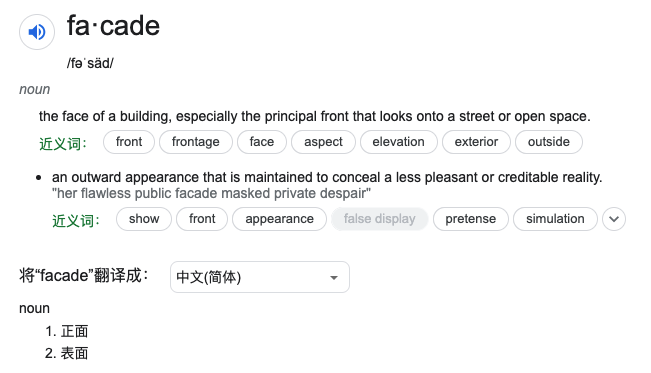 fa·cade
/fəˈsäd/
noun
the face of a building, especially the principal front that looks onto a street or open space.
近义词： front frontage face aspect elevation exterior outside
• an outward appearance that is maintained to conceal a less pleasant or creditable reality.
"her flawless public facade masked private despair"
近义词： show front appearance false display pretense simulation
将“facade”翻译成： 中文(简体)
noun
1. 正面
2. 表面